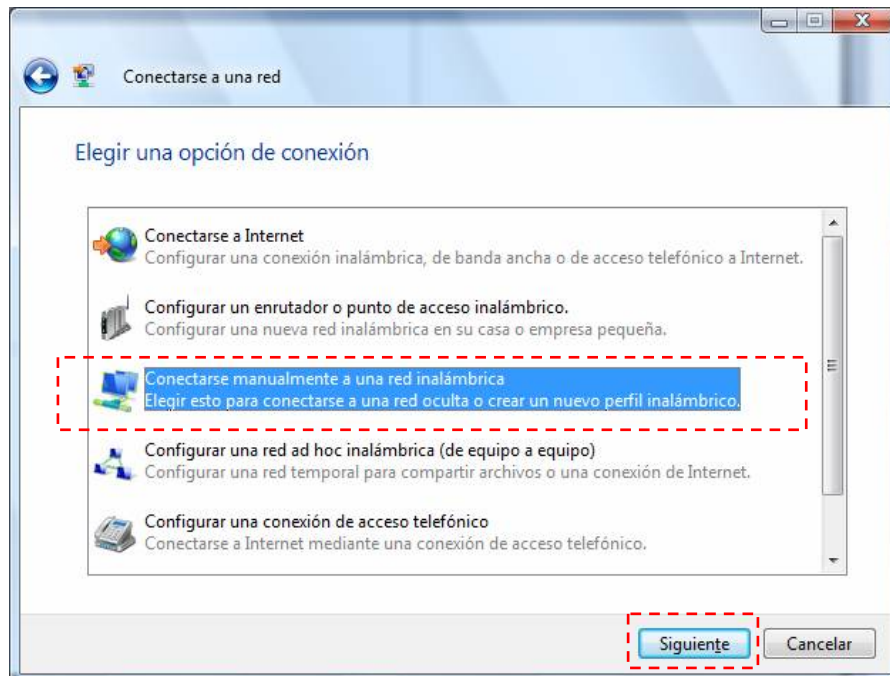 Conectarse a una red
Elegir una opción de conexión
Conectarse a Internet
Configurar una conexión inalámbrica, de banda ancha o de acceso telefónico a Internet.
Configurar un enrutador o punto de acceso inalámbrico.
Configurar una nueva red inalámbrica en su casa o empresa pequeña.
Conectarse manualmente a una red inalámbrica
Elegir esto para conectarse a una red oculta o crear un nuevo perfil inalámbrico.
Configurar una red ad hoc inalámbrica (de equipo a equipo)
Configurar una red temporal para compartir archivos o una conexión de Internet.
Configurar una conexión de acceso telefónico
Conectarse a Internet mediante una conexión de acceso telefónico.
Siguiente Cancelar